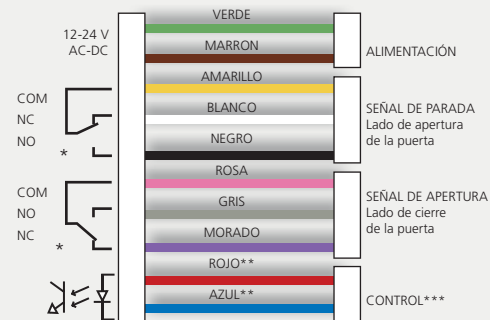 VERDE
12-24 V
AC-DC
MARRON
ALIMENTACIÓN
AMARILLO
COM
NC
NO
*
BLANCO
NEGRO
SEÑAL DE PARADA
Lado de apertura
de la puerta
ROSA
COM
NO
NC
*
GRIS
MORADO
SEÑAL DE APERTURA
Lado de cierre
de la puerta
ROJO**
AZUL**
CONTROL***